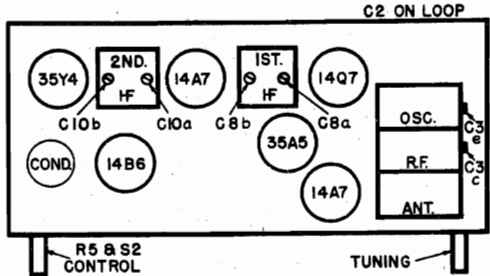 C2 ON LOOP
35Y4
2ND.
IF
14A7
1ST.
IF
14Q7
C10b
C10a
C8b
C8a
OSC.
C3e
COND.
14B6
35A5
R.F.
C3c
14A7
ANT.
R5 & S2
CONTROL
TUNING